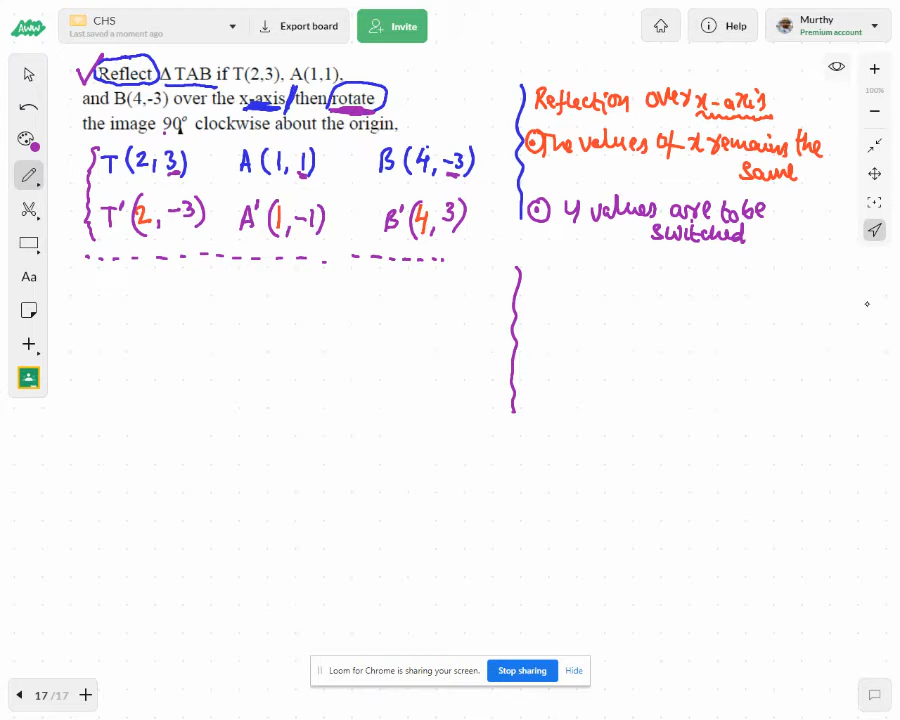 AWW
CHS
Last saved a moment ago
Export board
Invite
Help
Murthy
Premium account
Reflect Δ TAB if T(2,3), A(1,1),
and B(4,-3) over the x-axis, then rotate
the image 90° clockwise about the origin,
T (2, 3) A (1, 1) B (4, -3)
T' (2, -3) A' (1, -1) B' (4, 3)
Reflection over x-axis
The values of x remains the
same
y values are to be
switched
100%
Aa
Loom for Chrome is sharing your screen. Stop sharing Hide
17 /17